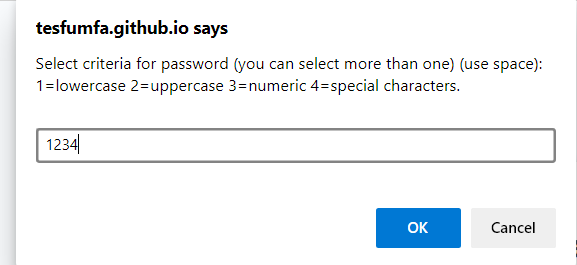 tesfumfa.github.io says
Select criteria for password (you can select more than one) (use space):
1=lowercase 2=uppercase 3=numeric 4=special characters.
1234
OK Cancel